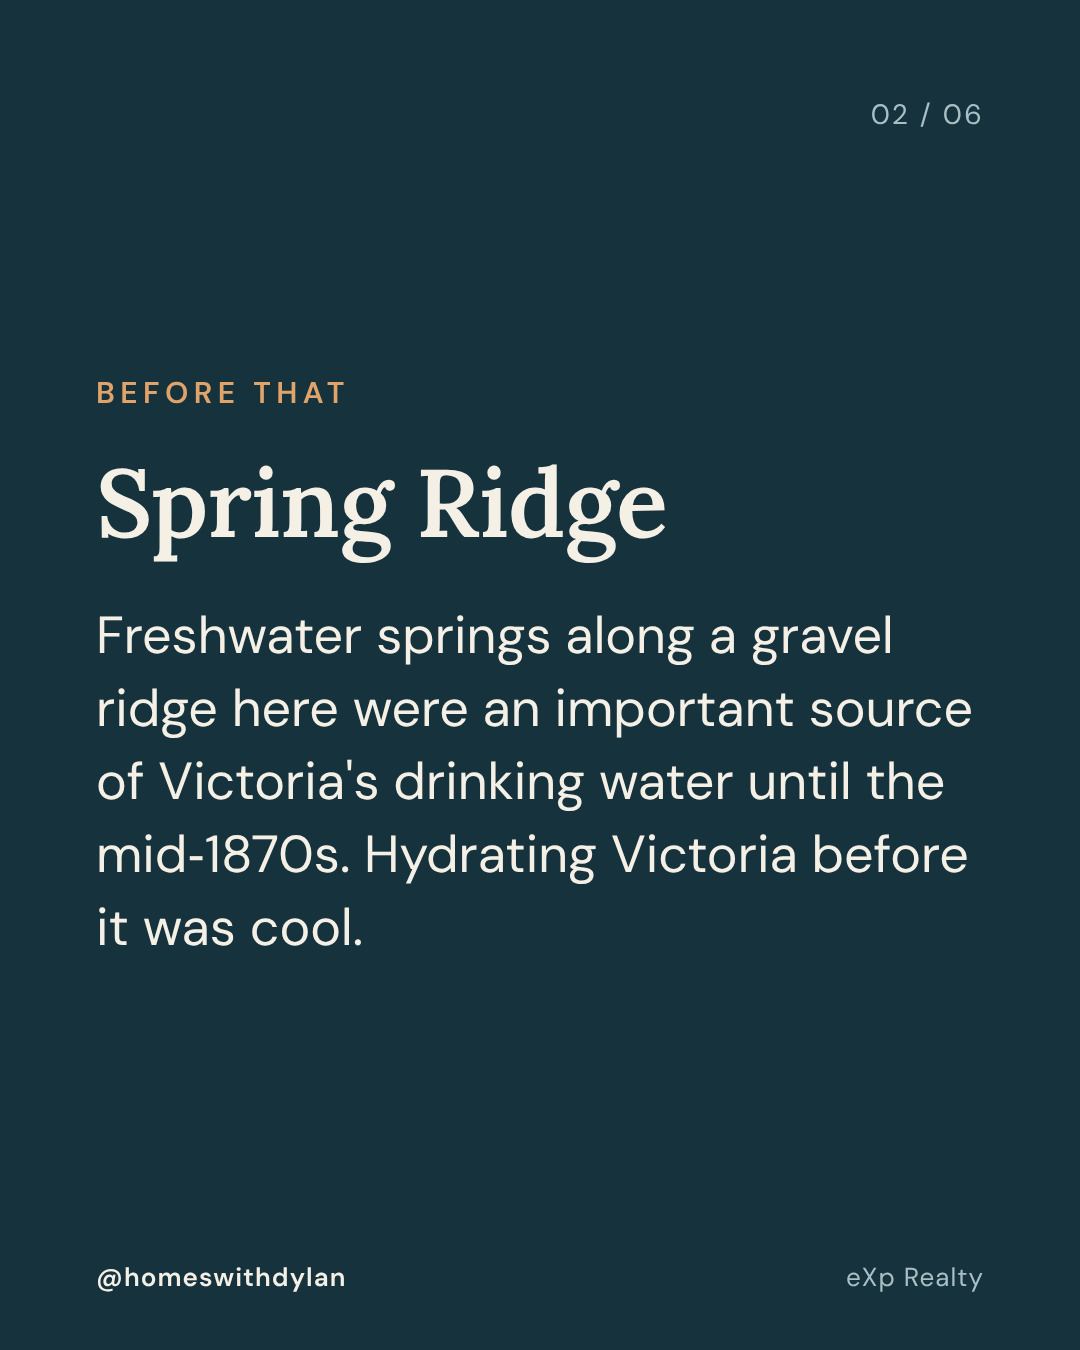 02 / 06
BEFORE THAT
Spring Ridge
Freshwater springs along a gravel
ridge here were an important source
of Victoria's drinking water until the
mid-1870s. Hydrating Victoria before
it was cool.
@homeswithdylan
eXp Realty